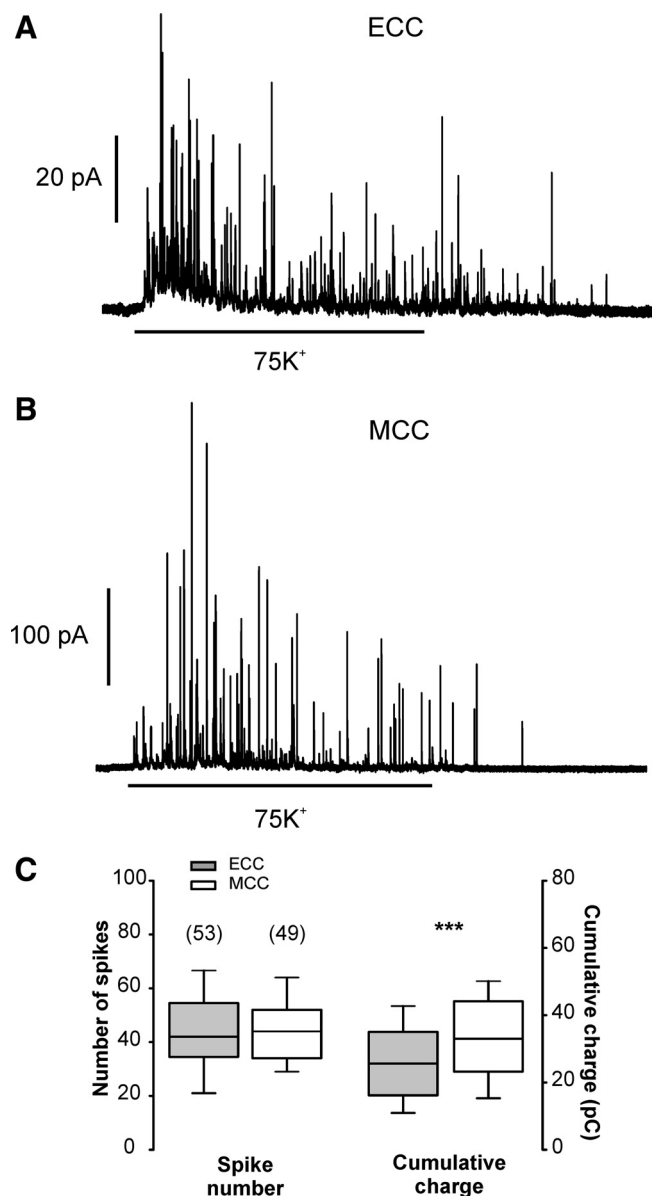 A
ECC
20 pA
75K⁺
B
MCC
100 pA
75K⁺
C
ECC
MCC
100
80
60
40
20
0
Number of spikes
(53)
(49)
***
80
60
40
20
0
Cumulative charge (pC)
Spike
number
Cumulative
charge